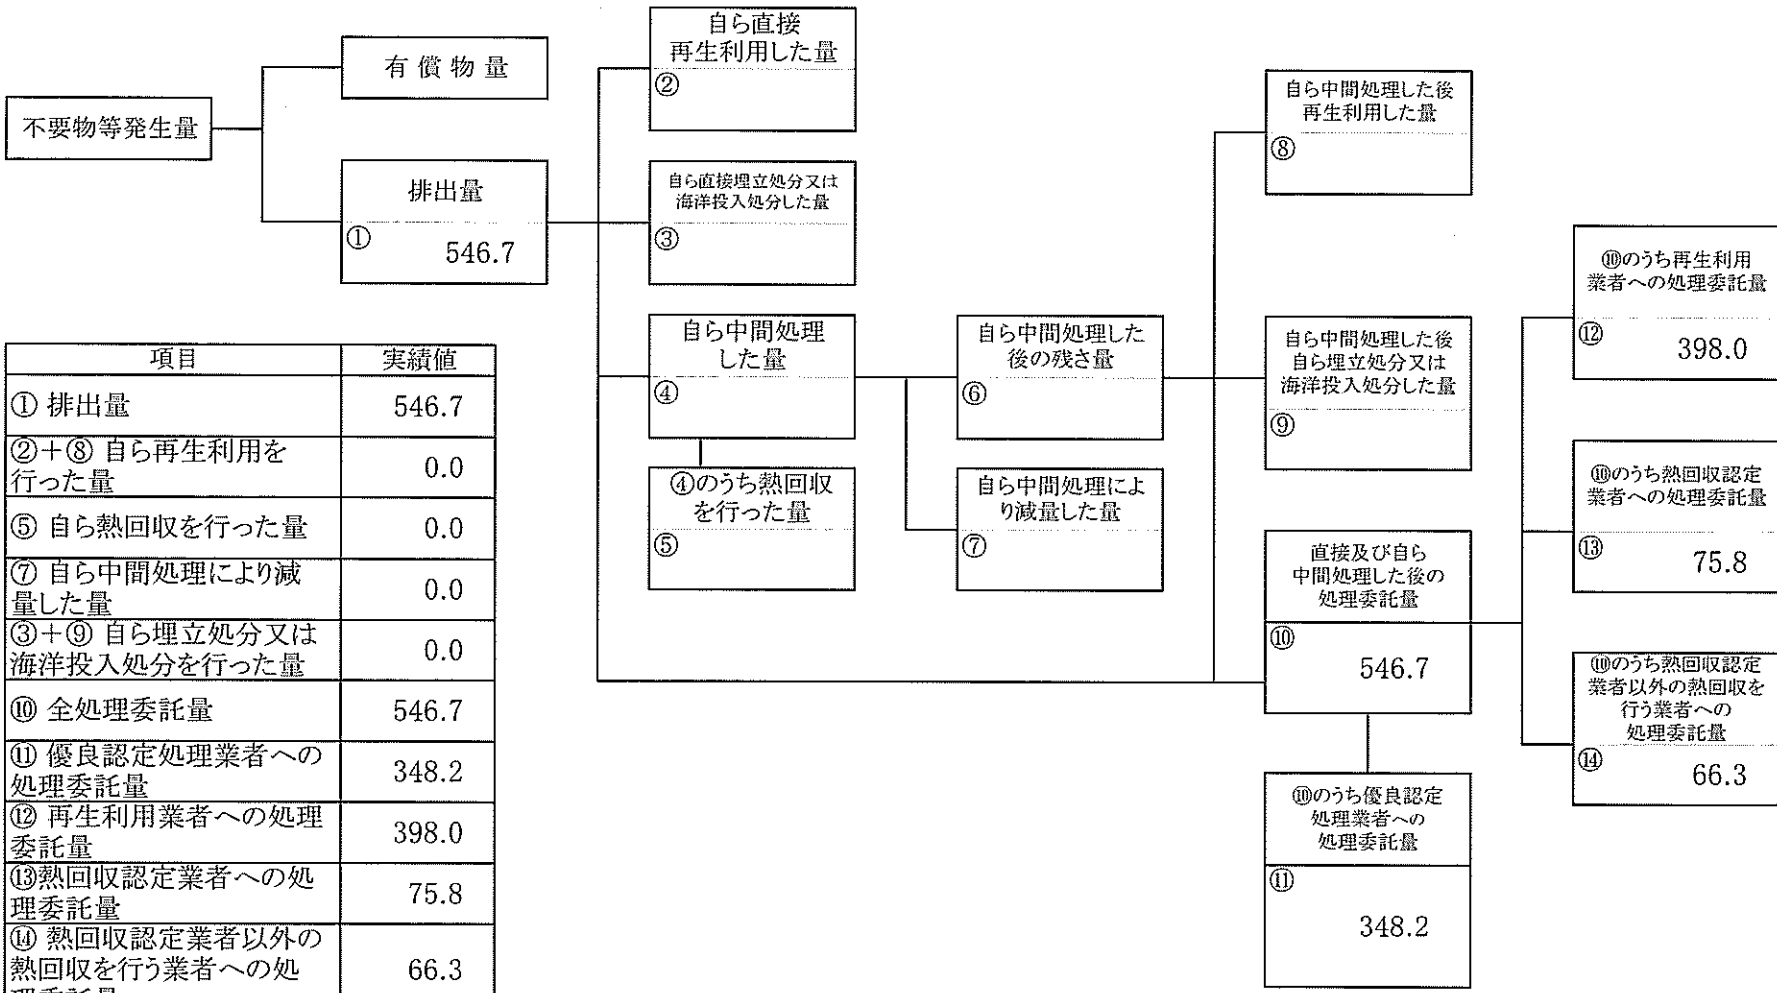 不要物等発生量
有償物量
排出量
① 546.7
自ら直接
再生利用した量
②
自ら直接埋立処分又は
海洋投入処分した量
③
自ら中間処理
した量
④
④のうち熱回収
を行った量
⑤
自ら中間処理した
後の残さ量
⑥
自ら中間処理によ
り減量した量
⑦
自ら中間処理した後
再生利用した量
⑧
自ら中間処理した後
自ら埋立処分又は
海洋投入処分した量
⑨
直接及び自ら
中間処理した後の
処理委託量
⑩ 546.7
⑩のうち優良認定
処理業者への
処理委託量
⑪
348.2
⑩のうち再生利用
業者への処理委託量
⑫ 398.0
⑩のうち熱回収認定
業者への処理委託量
⑬ 75.8
⑩のうち熱回収認定
業者以外の熱回収を
行う業者への
処理委託量
⑭ 66.3
項目 実績値
① 排出量 546.7
②+⑧ 自ら再生利用を
行った量 0.0
⑤ 自ら熱回収を行った量 0.0
⑦ 自ら中間処理により減
量した量 0.0
③+⑨ 自ら埋立処分又は
海洋投入処分を行った量 0.0
⑩ 全処理委託量 546.7
⑪ 優良認定処理業者への
処理委託量 348.2
⑫ 再生利用業者への処理
委託量 398.0
⑬熱回収認定業者への処
理委託量 75.8
⑭ 熱回収認定業者以外の
熱回収を行う業者への処 66.3